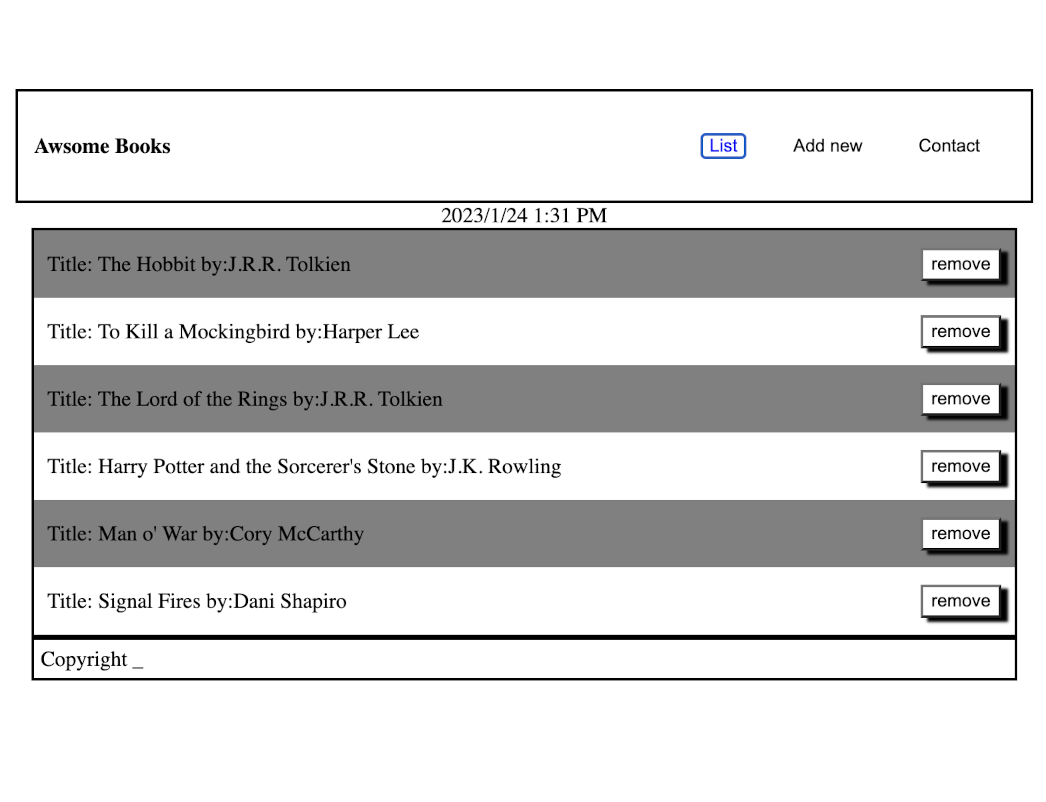 Awsome Books List Add new Contact
2023/1/24 1:31 PM
Title: The Hobbit by:J.R.R. Tolkien remove
Title: To Kill a Mockingbird by:Harper Lee remove
Title: The Lord of the Rings by:J.R.R. Tolkien remove
Title: Harry Potter and the Sorcerer's Stone by:J.K. Rowling remove
Title: Man o' War by:Cory McCarthy remove
Title: Signal Fires by:Dani Shapiro remove
Copyright _